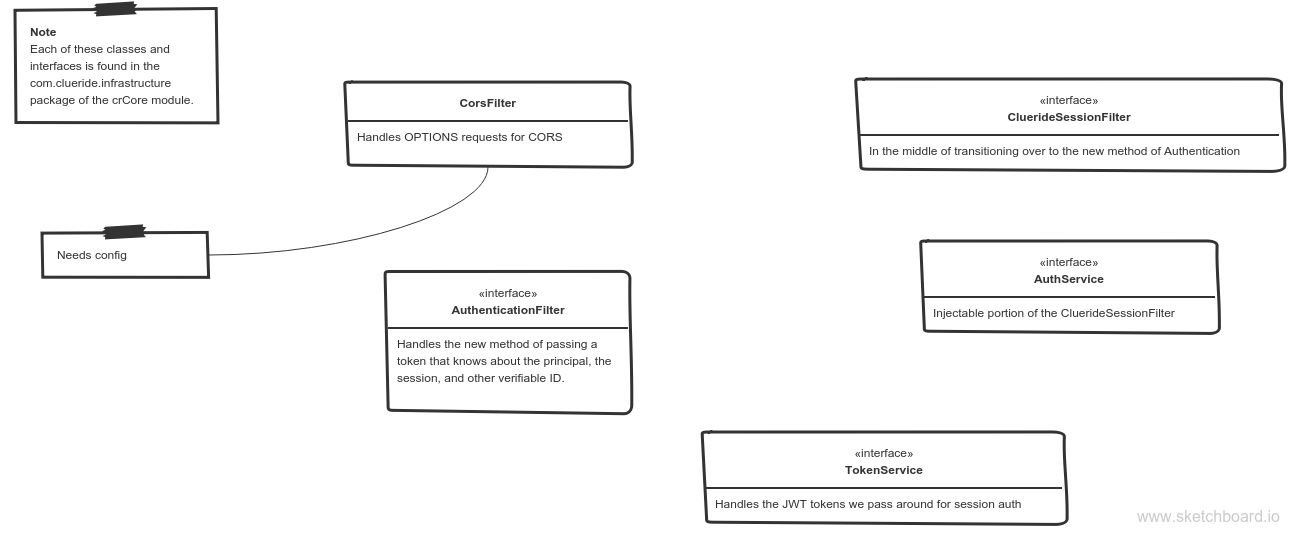 Note
Each of these classes and
interfaces is found in the
com.clueride.infrastructure
package of the crCore module.
CorsFilter
Handles OPTIONS requests for CORS
«interface»
CluerideSessionFilter
In the middle of transitioning over to the new method of Authentication
Needs config
«interface»
AuthService
Injectable portion of the CluerideSessionFilter
«interface»
AuthenticationFilter
Handles the new method of passing a
token that knows about the principal, the
session, and other verifiable ID.
«interface»
TokenService
Handles the JWT tokens we pass around for session auth
www.sketchboard.io